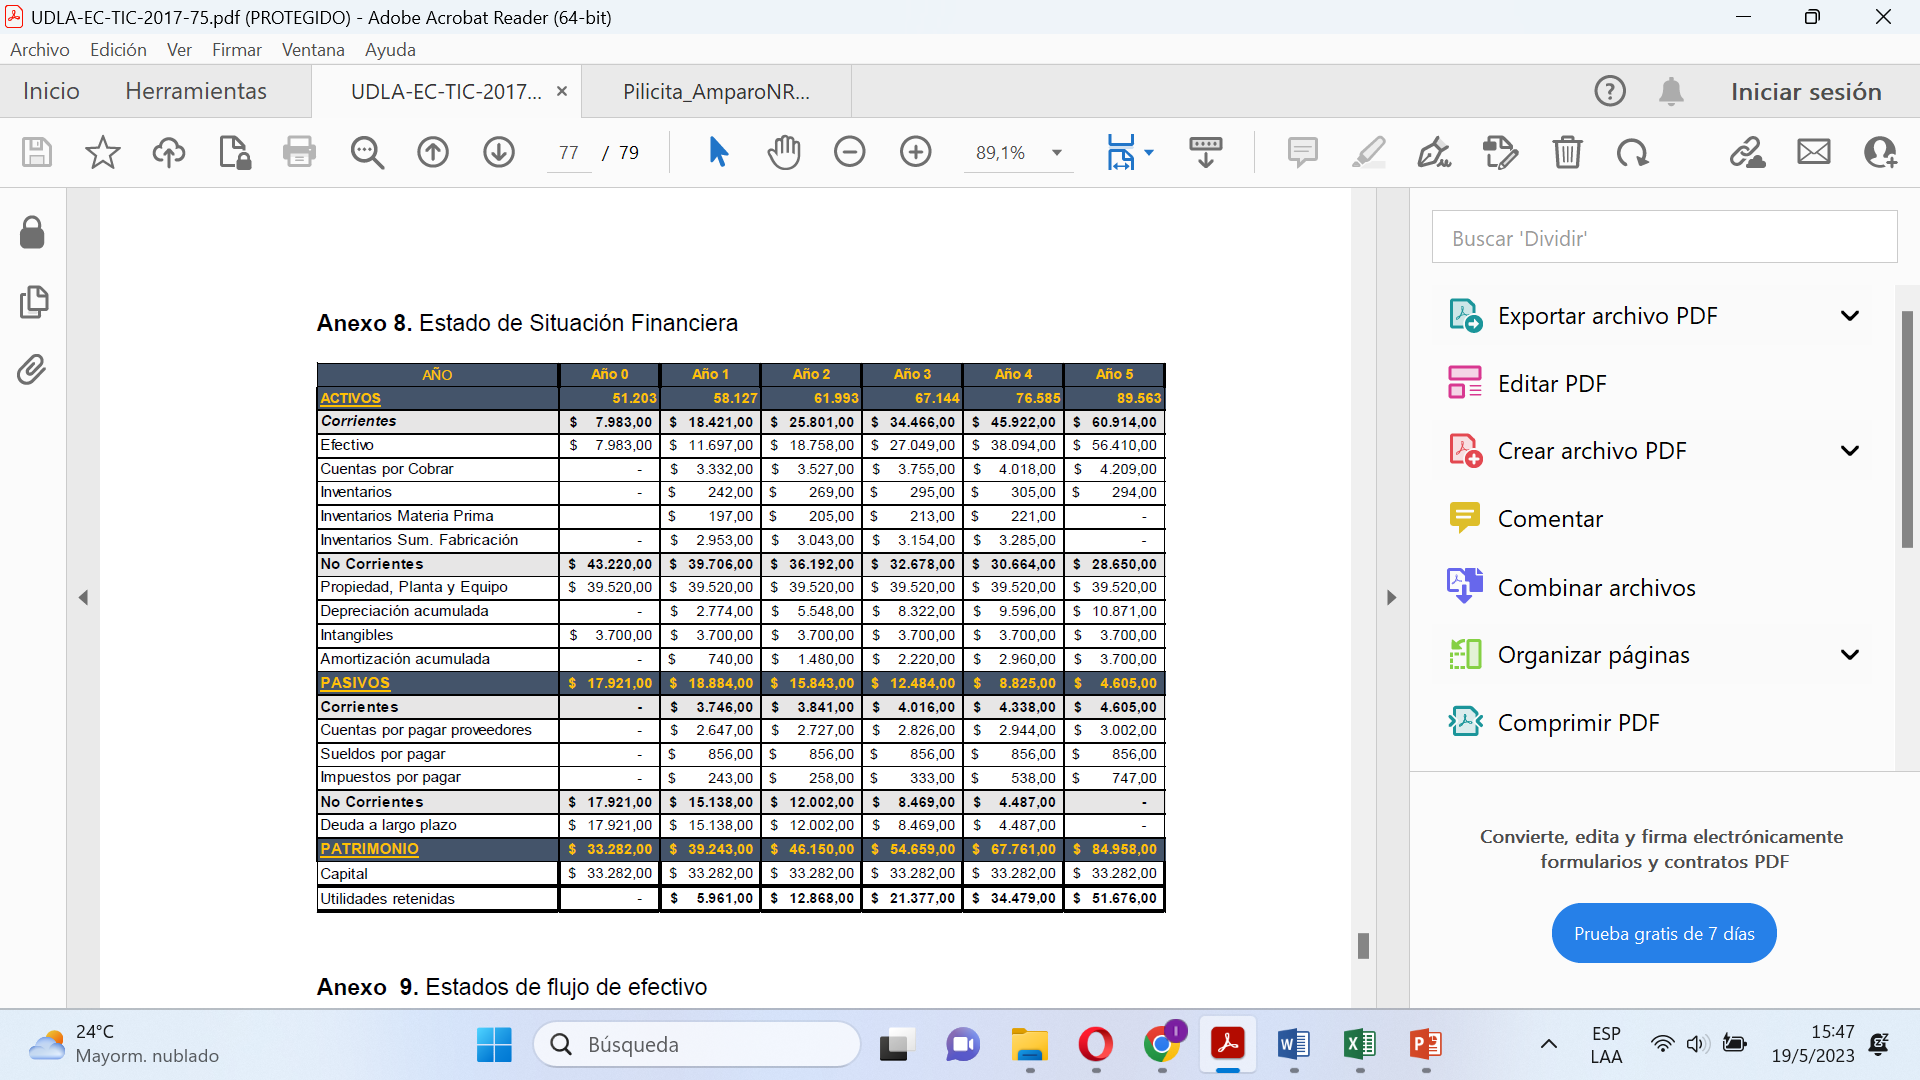 UDLA-EC-TIC-2017-75.pdf (PROTEGIDO) - Adobe Acrobat Reader (64-bit)
Archivo Edición Ver Firmar Ventana Ayuda
Inicio Herramientas UDLA-EC-TIC-2017... × Pilicita_AmparoNR... Iniciar sesión
77 / 79 89,1%
Buscar 'Dividir'
Exportar archivo PDF
Editar PDF
Crear archivo PDF
Comentar
Combinar archivos
Organizar páginas
Comprimir PDF
Convierte, edita y firma electrónicamente
formularios y contratos PDF
Prueba gratis de 7 días
Anexo 8. Estado de Situación Financiera
AÑO Año 0 Año 1 Año 2 Año 3 Año 4 Año 5
ACTIVOS 51.203 58.127 61.993 67.144 76.585 89.563
Corrientes $ 7.983,00 $ 18.421,00 $ 25.801,00 $ 34.466,00 $ 45.922,00 $ 60.914,00
Efectivo $ 7.983,00 $ 11.697,00 $ 18.758,00 $ 27.049,00 $ 38.094,00 $ 56.410,00
Cuentas por Cobrar - $ 3.332,00 $ 3.527,00 $ 3.755,00 $ 4.018,00 $ 4.209,00
Inventarios - $ 242,00 $ 269,00 $ 295,00 $ 305,00 $ 294,00
Inventarios Materia Prima $ 197,00 $ 205,00 $ 213,00 $ 221,00 -
Inventarios Sum. Fabricación - $ 2.953,00 $ 3.043,00 $ 3.154,00 $ 3.285,00 -
No Corrientes $ 43.220,00 $ 39.706,00 $ 36.192,00 $ 32.678,00 $ 30.664,00 $ 28.650,00
Propiedad, Planta y Equipo $ 39.520,00 $ 39.520,00 $ 39.520,00 $ 39.520,00 $ 39.520,00 $ 39.520,00
Depreciación acumulada - $ 2.774,00 $ 5.548,00 $ 8.322,00 $ 9.596,00 $ 10.871,00
Intangibles $ 3.700,00 $ 3.700,00 $ 3.700,00 $ 3.700,00 $ 3.700,00 $ 3.700,00
Amortización acumulada - $ 740,00 $ 1.480,00 $ 2.220,00 $ 2.960,00 $ 3.700,00
PASIVOS $ 17.921,00 $ 18.884,00 $ 15.843,00 $ 12.484,00 $ 8.825,00 $ 4.605,00
Corrientes - $ 3.746,00 $ 3.841,00 $ 4.016,00 $ 4.338,00 $ 4.605,00
Cuentas por pagar proveedores - $ 2.647,00 $ 2.727,00 $ 2.826,00 $ 2.944,00 $ 3.002,00
Sueldos por pagar - $ 856,00 $ 856,00 $ 856,00 $ 856,00 $ 856,00
Impuestos por pagar - $ 243,00 $ 258,00 $ 333,00 $ 538,00 $ 747,00
No Corrientes $ 17.921,00 $ 15.138,00 $ 12.002,00 $ 8.469,00 $ 4.487,00 -
Deuda a largo plazo $ 17.921,00 $ 15.138,00 $ 12.002,00 $ 8.469,00 $ 4.487,00 -
PATRIMONIO $ 33.282,00 $ 39.243,00 $ 46.150,00 $ 54.659,00 $ 67.761,00 $ 84.958,00
Capital $ 33.282,00 $ 33.282,00 $ 33.282,00 $ 33.282,00 $ 33.282,00 $ 33.282,00
Utilidades retenidas - $ 5.961,00 $ 12.868,00 $ 21.377,00 $ 34.479,00 $ 51.676,00
Anexo 9. Estados de flujo de efectivo
24°C
Mayorm. nublado
Búsqueda
ESP
LAA
15:47
19/5/2023